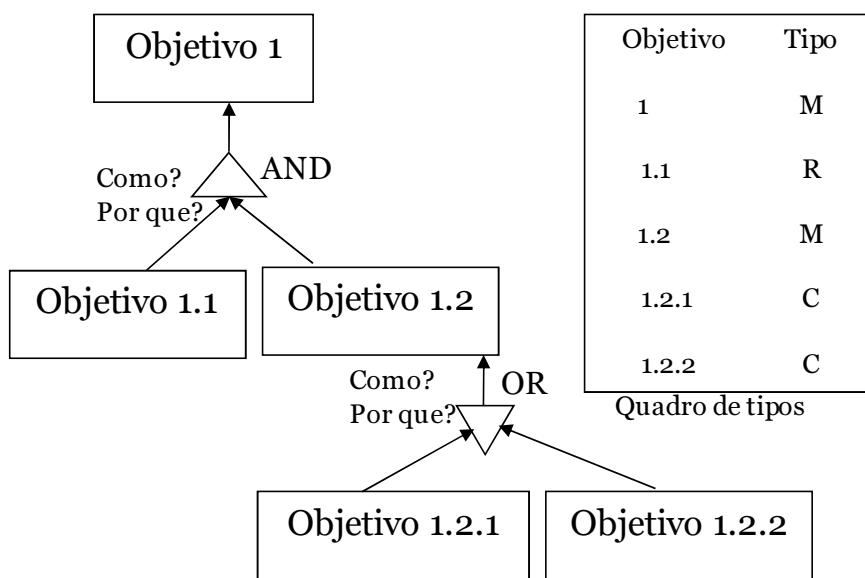 Objetivo 1
AND
Como?
Por que?
Objetivo 1.1
Objetivo 1.2
OR
Como?
Por que?
Objetivo 1.2.1
Objetivo 1.2.2
Objetivo Tipo
1 M
1.1 R
1.2 M
1.2.1 C
1.2.2 C
Quadro de tipos